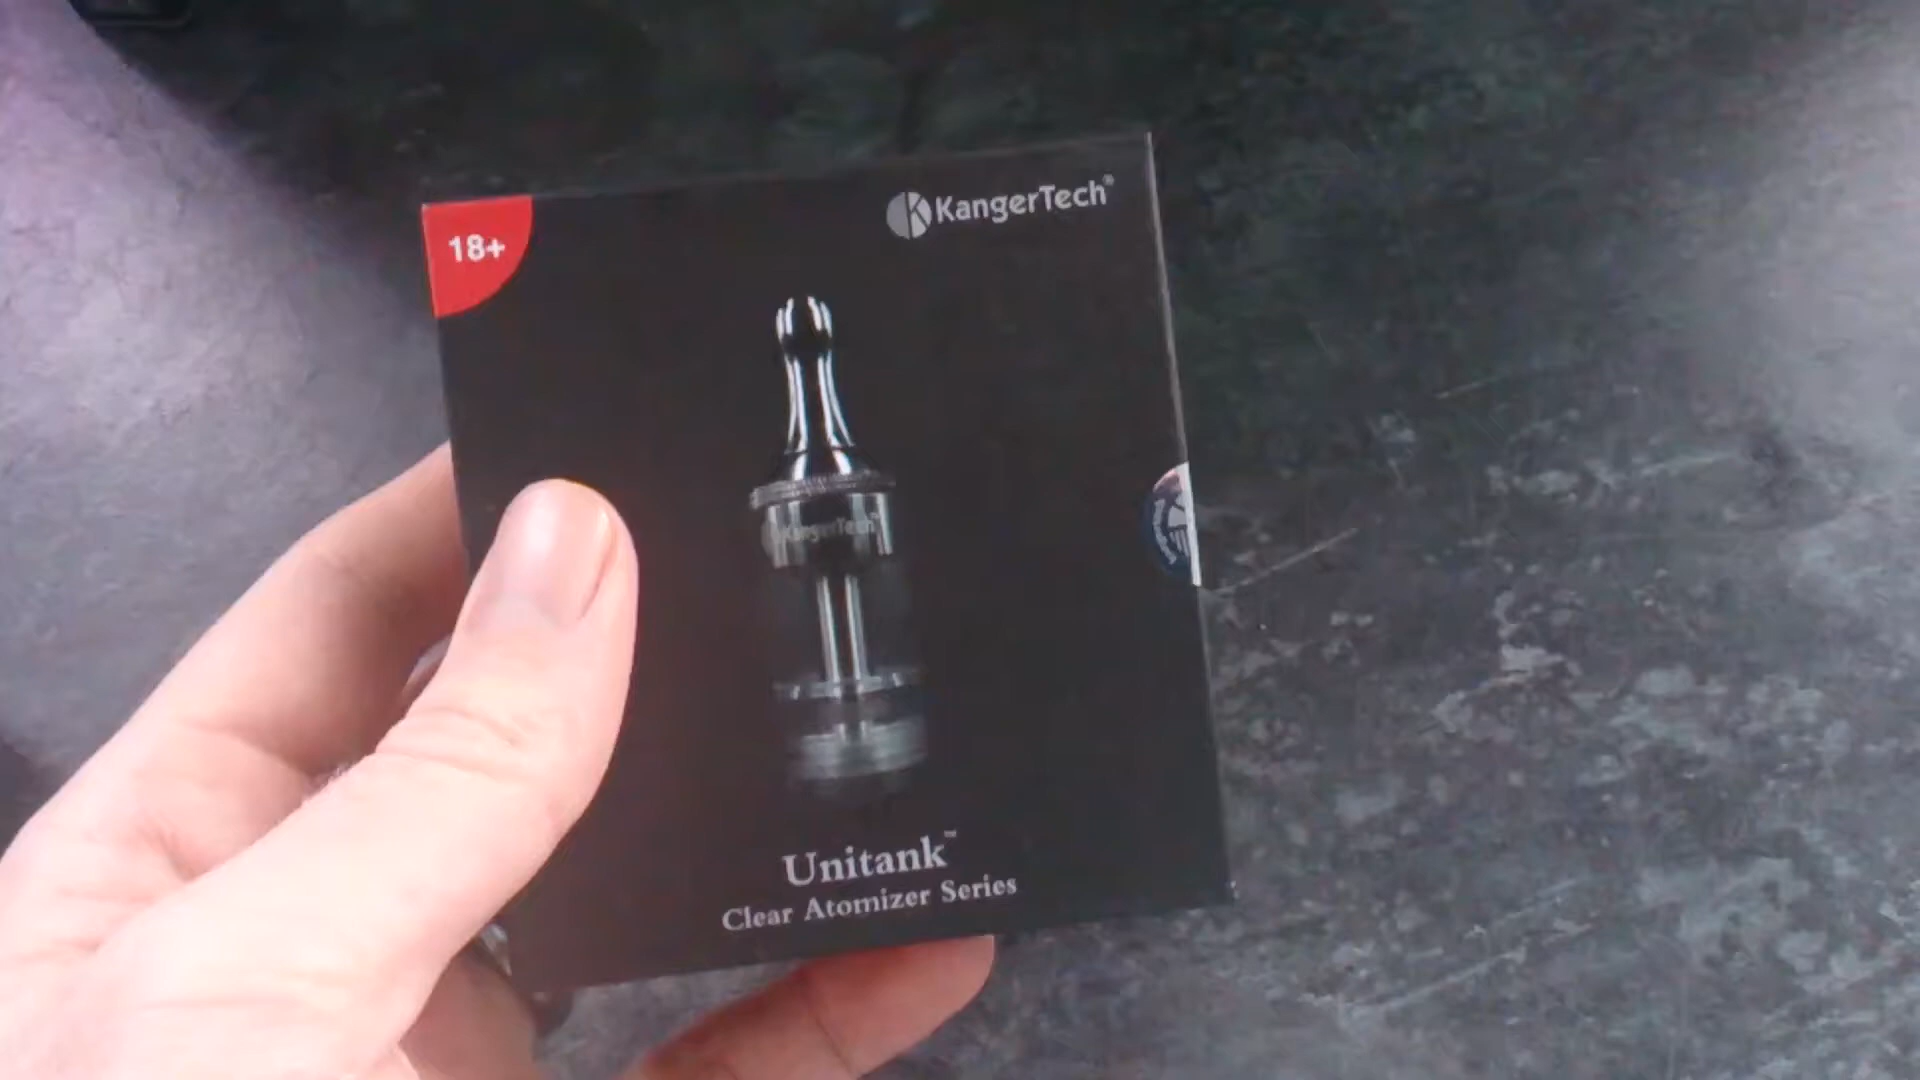 18+
KangerTech®
KangerTech
Unitank™
Clear Atomizer Series